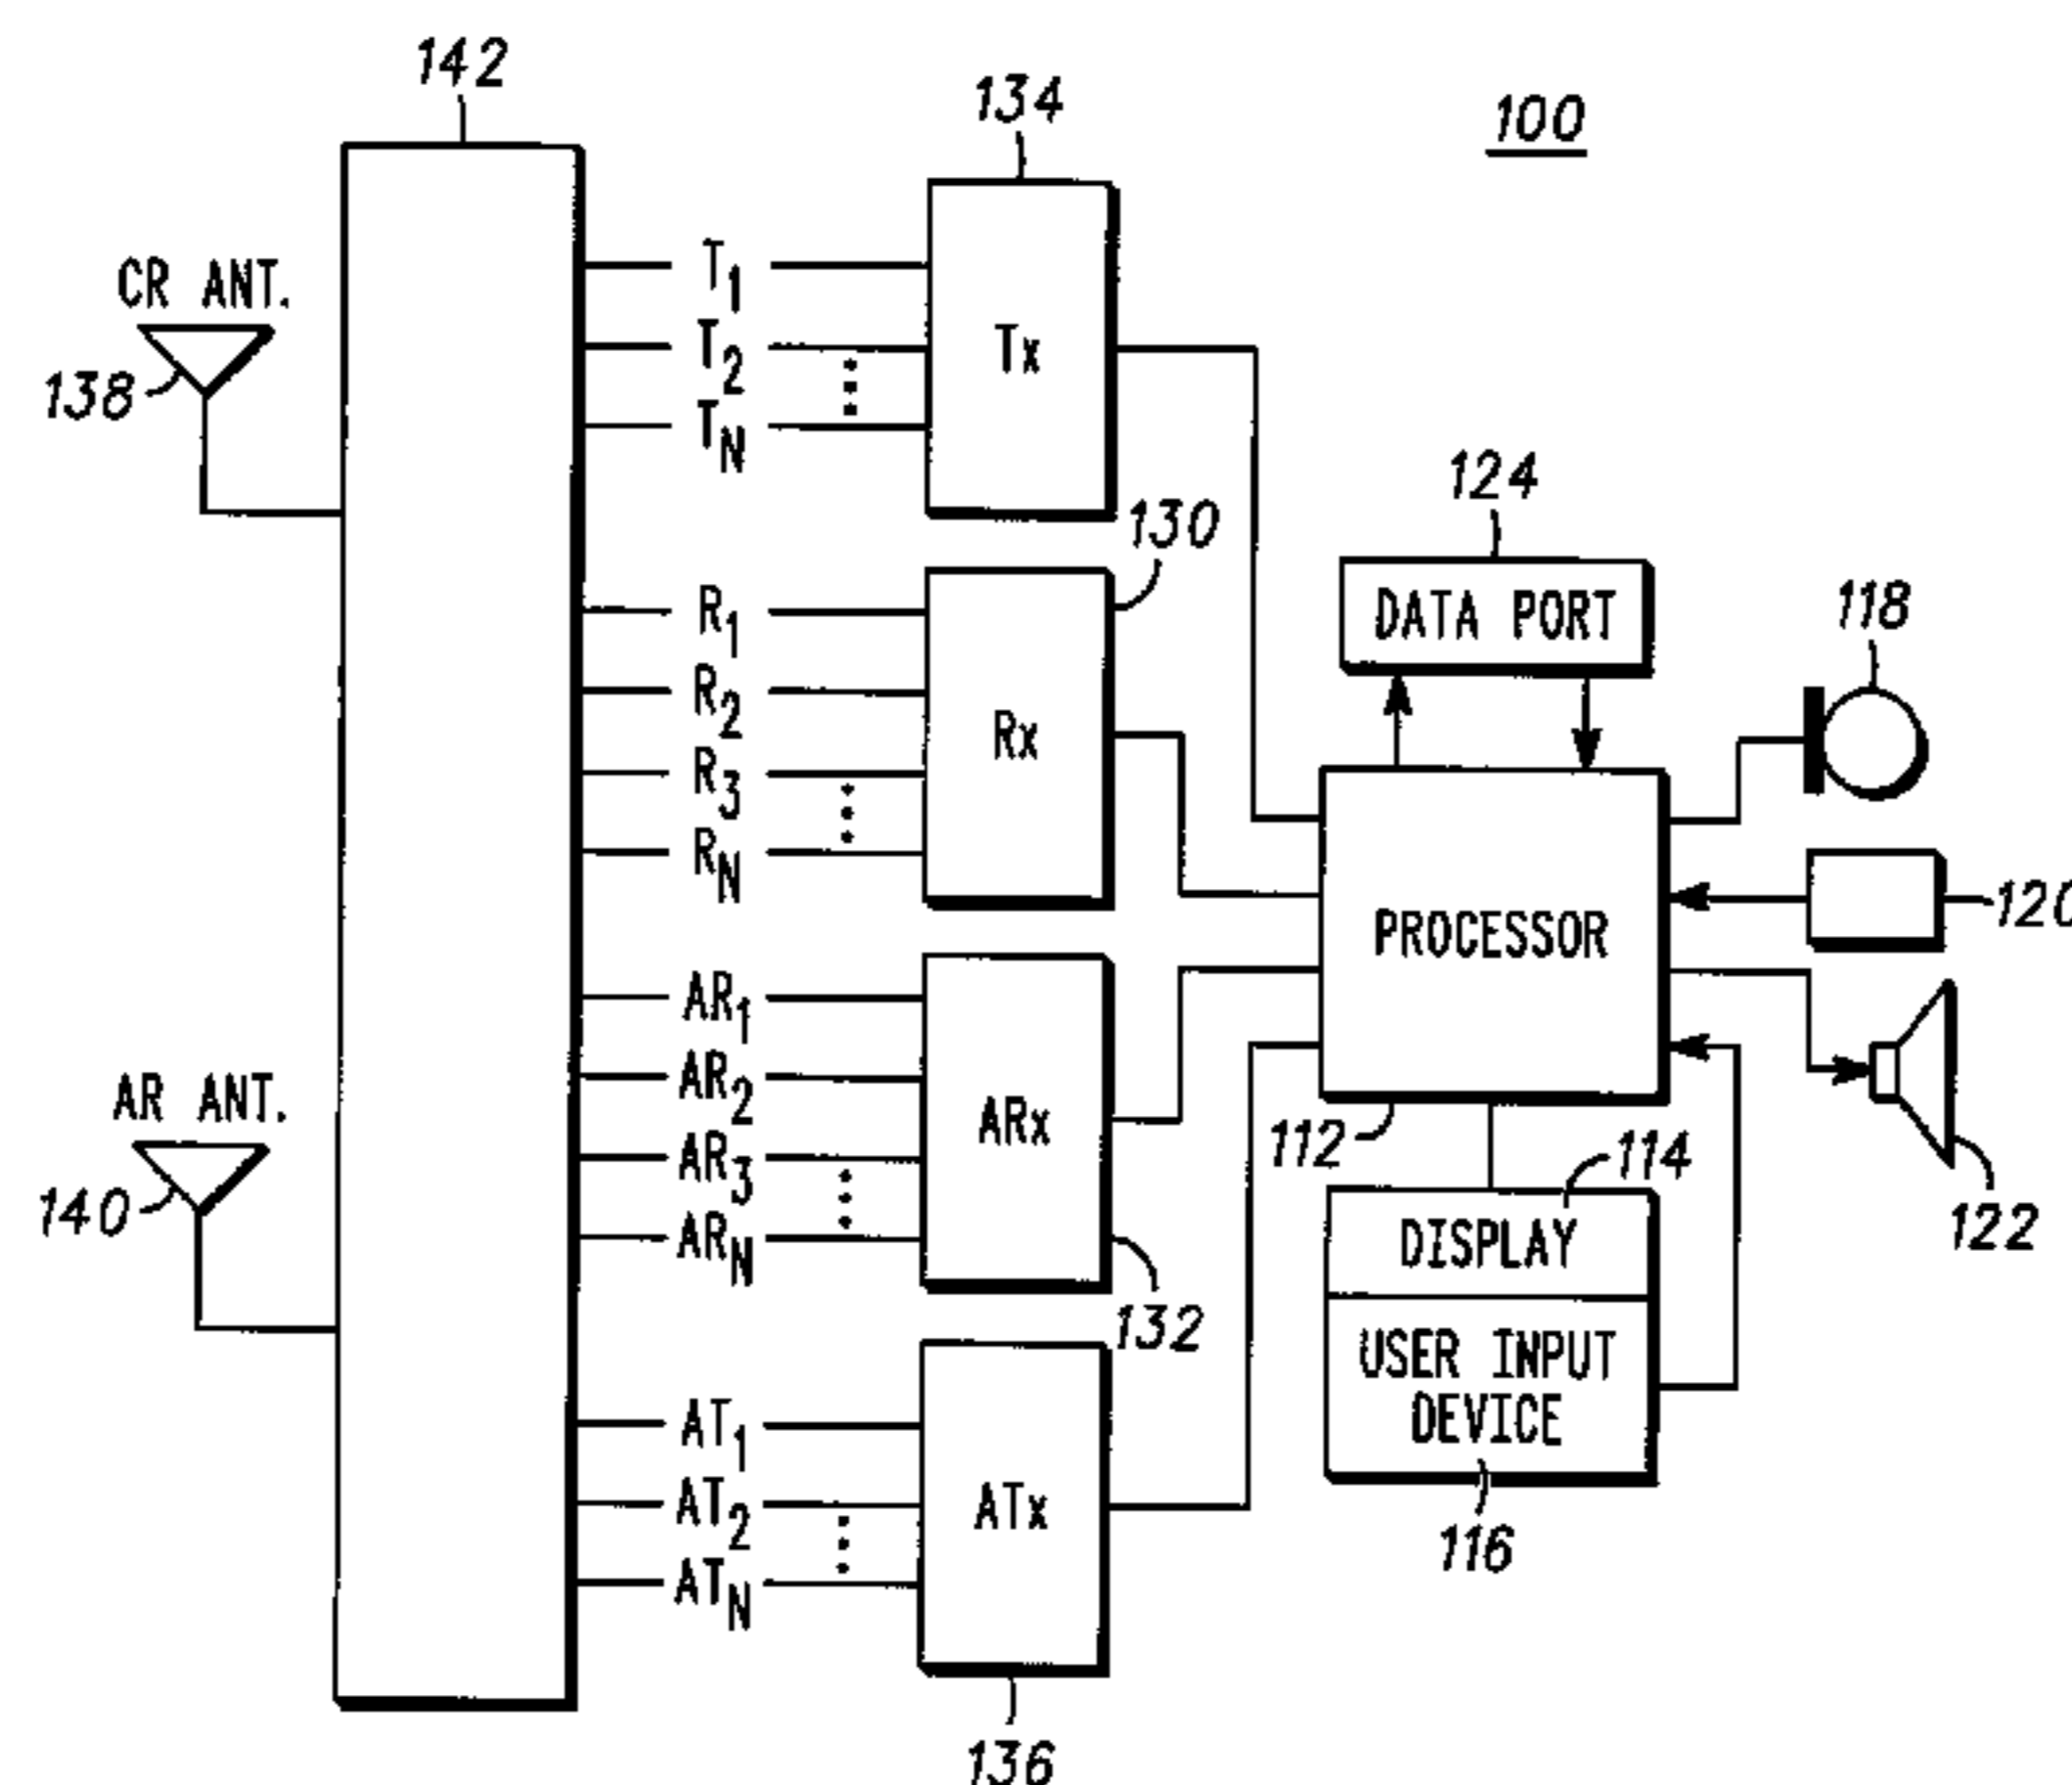 142
134
100
CR ANT.
138
T1
T2
TN
Tx
124
130
DATA PORT
118
R1
R2
R3
RN
Rx
PROCESSOR
120
AR1
AR2
AR3
ARN
ARx
AR ANT.
140
112
114
122
DISPLAY
132
USER INPUT
DEVICE
AT1
AT2
ATN
ATx
116
136